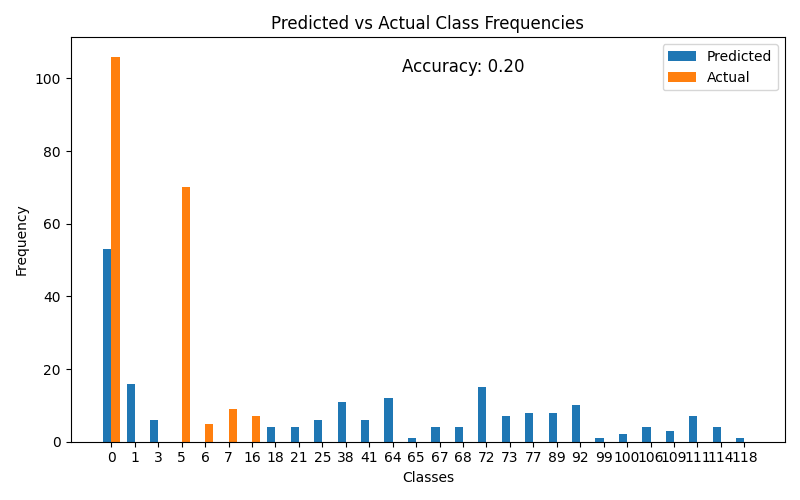 Predicted vs Actual Class Frequencies
Accuracy: 0.20
Predicted
Actual
Frequency
100
80
60
40
20
0
0 1 3 5 6 7 16 18 21 25 38 41 64 65 67 68 72 73 77 89 92 99 100 106 109 111 114 118
Classes